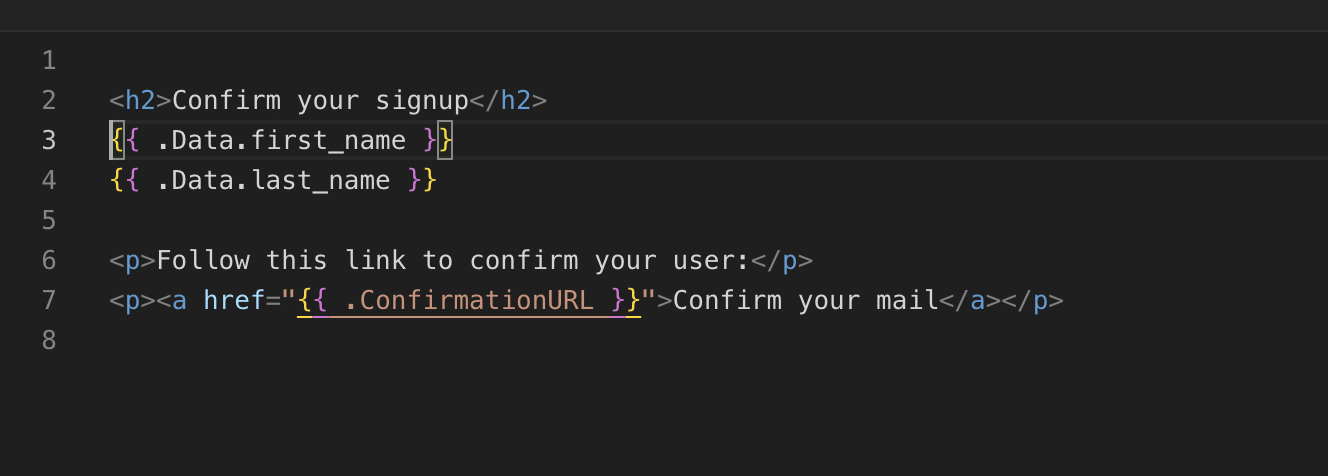 1
2 <h2>Confirm your signup</h2>
3 {{ .Data.first_name }}
4 {{ .Data.last_name }}
5
6 <p>Follow this link to confirm your user:</p>
7 <p><a href="{{ .ConfirmationURL }}">Confirm your mail</a></p>
8